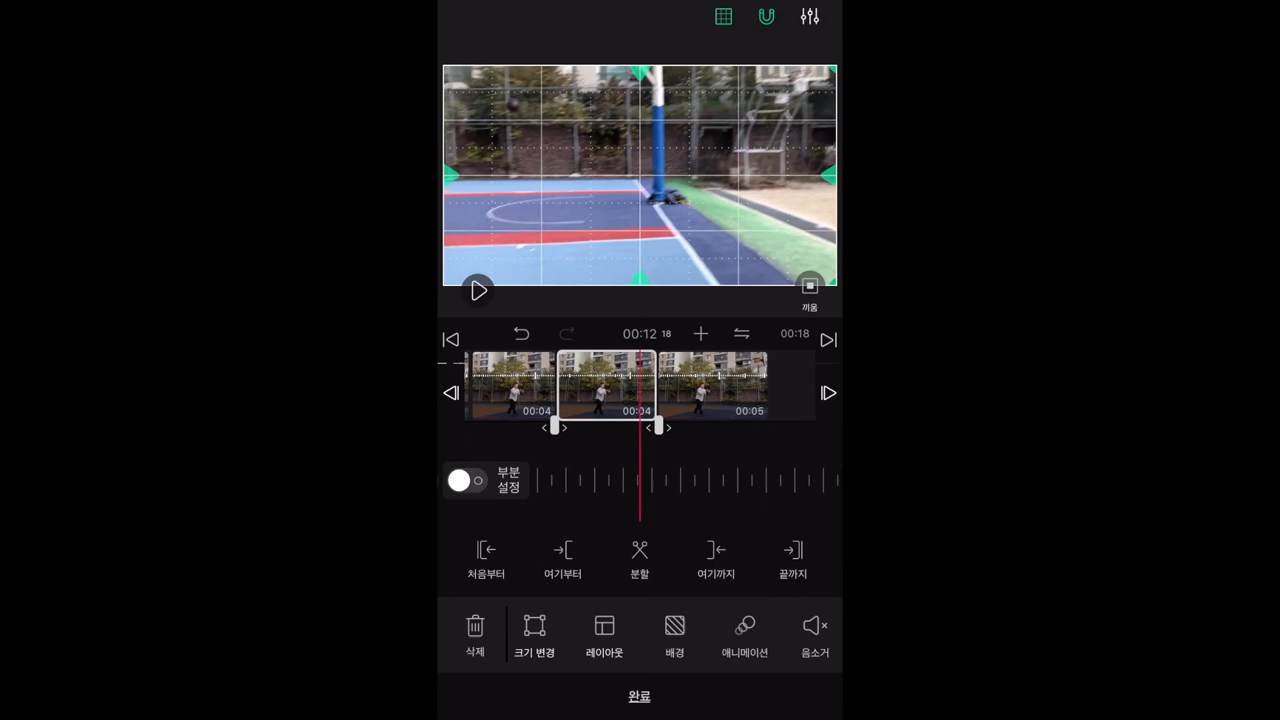 끼움
00:12 18
00:18
00:04
00:04
00:05
부분
설정
처음부터
여기부터
분할
여기까지
끝까지
삭제
크기 변경
레이아웃
배경
애니메이션
음소거
완료